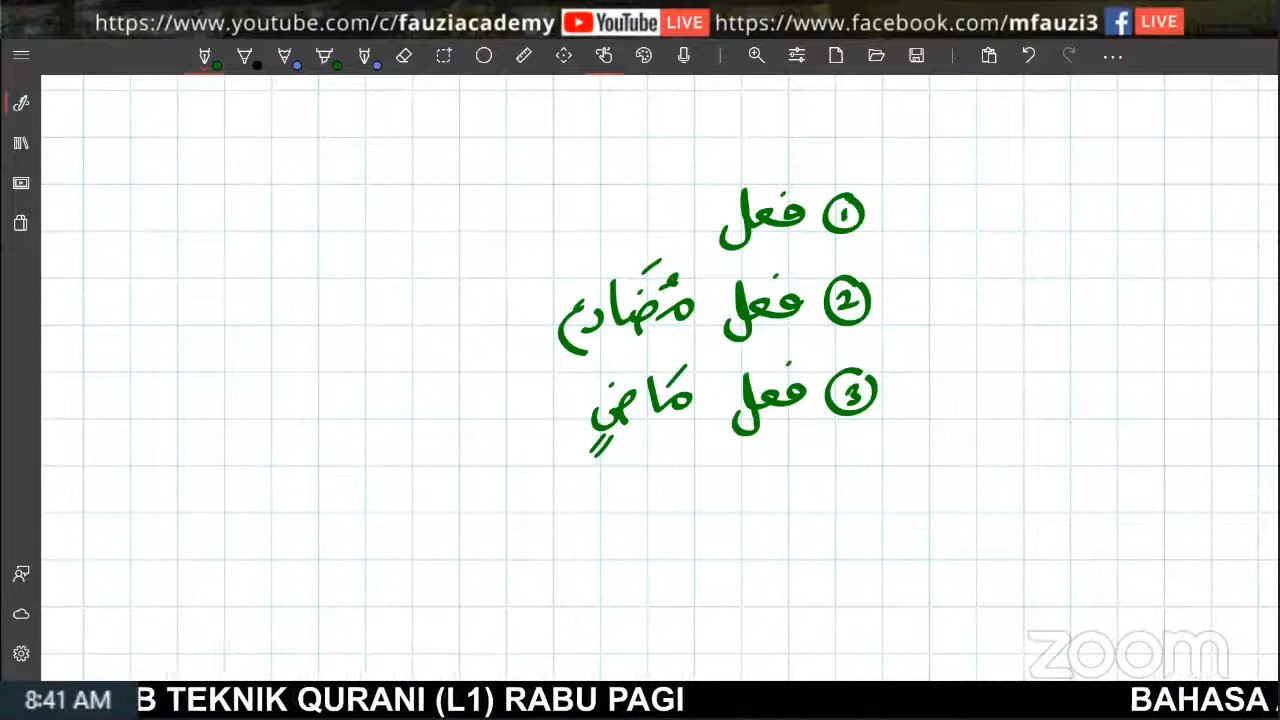 https://www.youtube.com/c/fauziacademy YouTube LIVE https://www.facebook.com/mfauzi3 f LIVE
① فعل
② فعل مُضَارع
③ فعل مَاضٍ
zoom
8:41 AM B TEKNIK QURANI (L1) RABU PAGI BAHASA